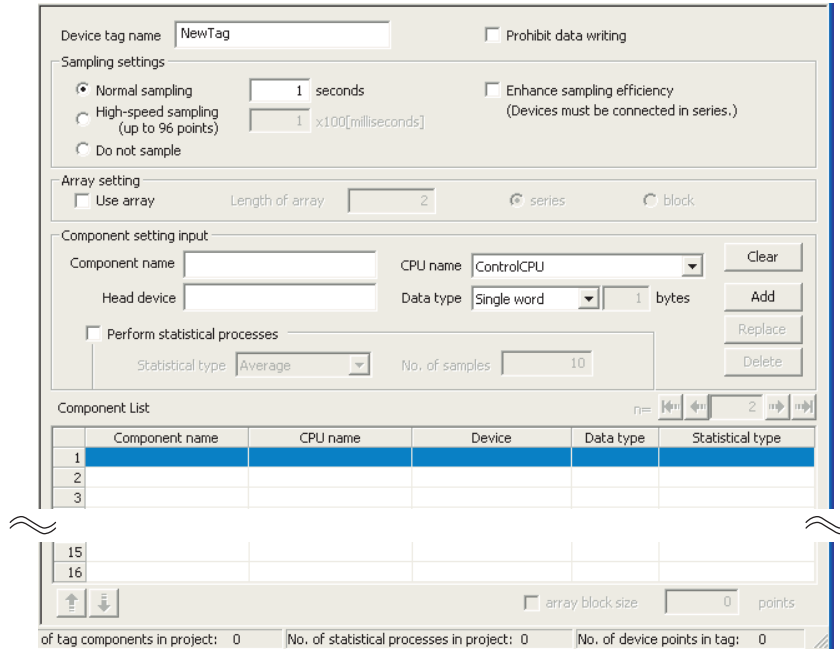 Device tag name NewTag Prohibit data writing
Sampling settings
Normal sampling 1 seconds Enhance sampling efficiency
High-speed sampling (Devices must be connected in series.)
(up to 96 points) 1 x100[milliseconds]
Do not sample
Array setting
Use array Length of array 2 series block
Component setting input
Component name CPU name ControlCPU Clear
Head device Data type Single word 1 bytes Add
Perform statistical processes Replace
Statistical type Average No. of samples 10 Delete
Component List n= 2
Component name CPU name Device Data type Statistical type
1
2
3
15
16
array block size 0 points
of tag components in project: 0 No. of statistical processes in project: 0 No. of device points in tag: 0